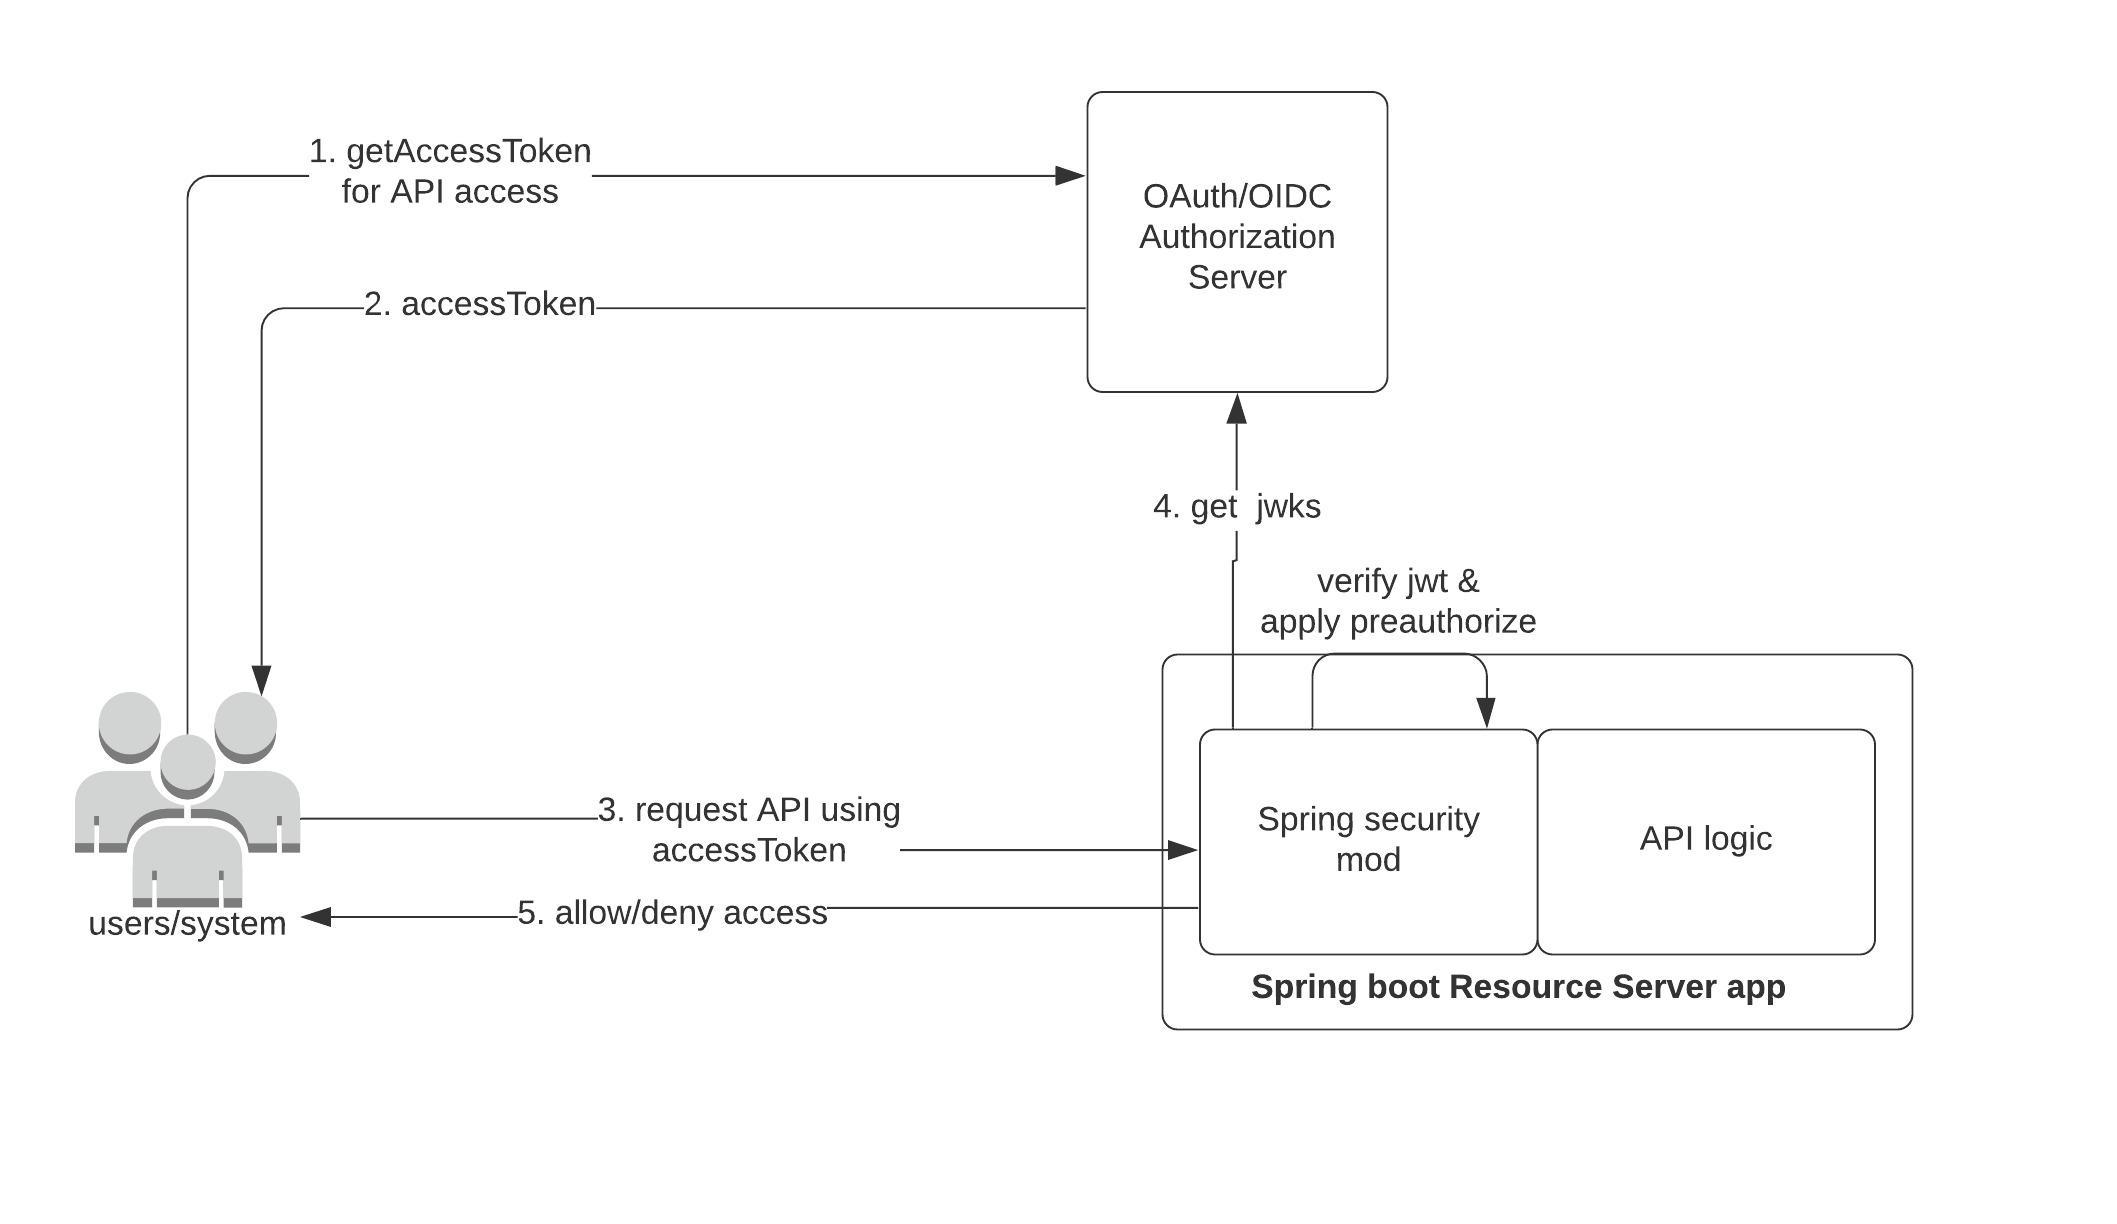 1. getAccessToken
for API access
OAuth/OIDC
Authorization
Server
2. accessToken
4. get  jwks
verify jwt &
apply preauthorize
3. request API using
accessToken
Spring security
mod
API logic
5. allow/deny access
users/system
Spring boot Resource Server app